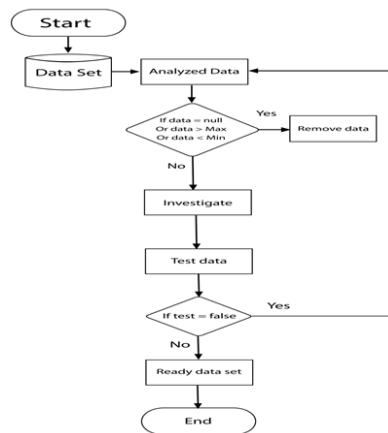 Start
Data Set
Analyzed Data
If data = null
Or data > Max
Or data < Min
Yes
Remove data
No
Investigate
Test data
If test = false
Yes
No
Ready data set
End